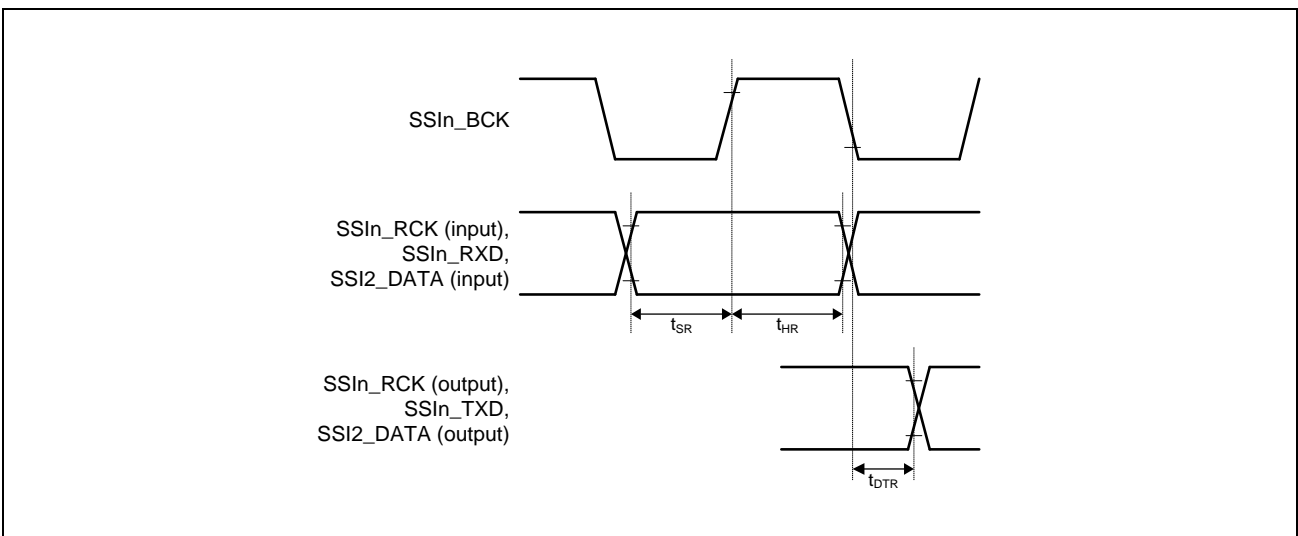 SSIn_BCK
SSIn_RCK (input),
SSIn_RXD,
SSI2_DATA (input)
tSR
tHR
SSIn_RCK (output),
SSIn_TXD,
SSI2_DATA (output)
tDTR